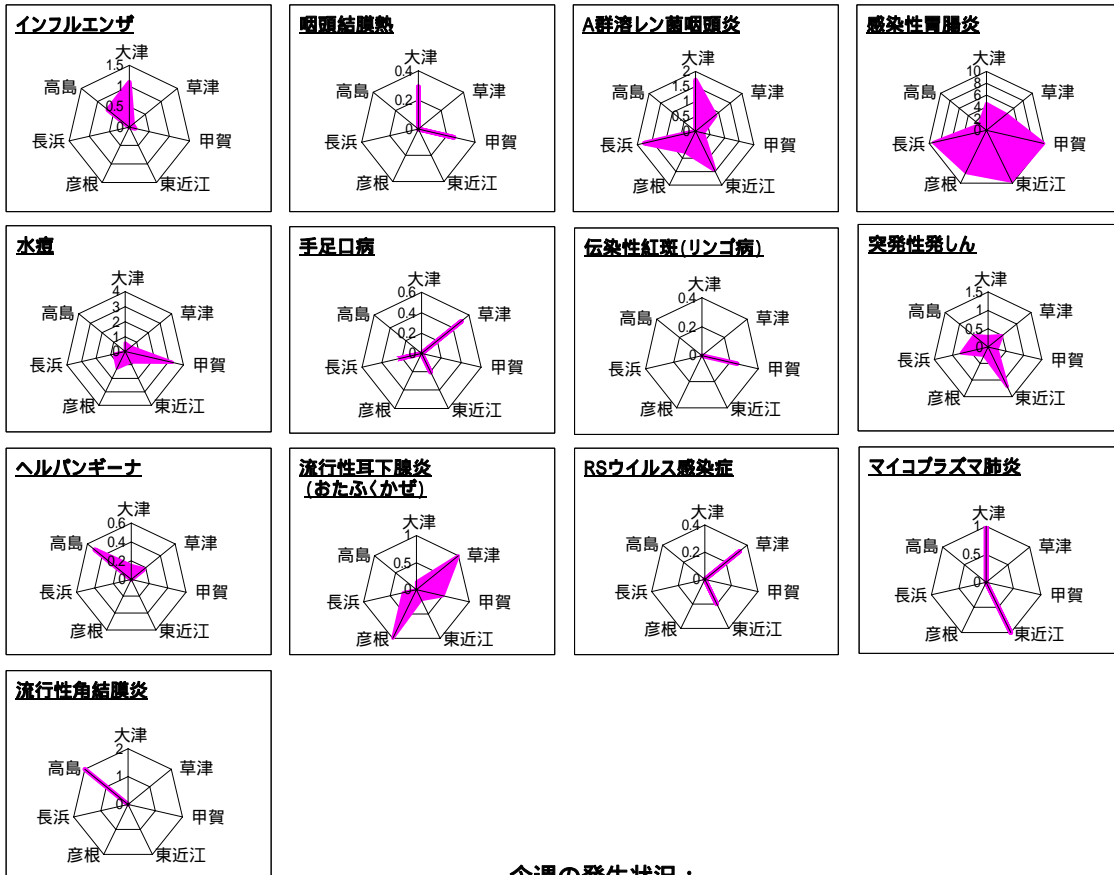 インフルエンザ
大津
1.5
1
0.5
0
草津
甲賀
東近江
彦根
長浜
高島
咽頭結膜熱
大津
0.4
0.2
0
草津
甲賀
東近江
彦根
長浜
高島
A群溶レン菌咽頭炎
大津
2
1.5
1
0.5
0
草津
甲賀
東近江
彦根
長浜
高島
感染性胃腸炎
大津
10
8
6
4
2
0
草津
甲賀
東近江
彦根
長浜
高島
水痘
大津
4
3
2
1
0
草津
甲賀
東近江
彦根
長浜
高島
手足口病
大津
0.6
0.4
0.2
0
草津
甲賀
東近江
彦根
長浜
高島
伝染性紅斑(リンゴ病)
大津
0.4
0.2
0
草津
甲賀
東近江
彦根
長浜
高島
突発性発しん
大津
1.5
1
0.5
0
草津
甲賀
東近江
彦根
長浜
高島
ヘルパンギーナ
大津
0.6
0.4
0.2
0
草津
甲賀
東近江
彦根
長浜
高島
流行性耳下腺炎
(おたふくかぜ)
大津
1
0.5
0
草津
甲賀
東近江
彦根
長浜
高島
RSウイルス感染症
大津
0.4
0.2
0
草津
甲賀
東近江
彦根
長浜
高島
マイコプラズマ肺炎
大津
1
0.5
0
草津
甲賀
東近江
彦根
長浜
高島
流行性角結膜炎
大津
2
1
0
草津
甲賀
東近江
彦根
長浜
高島
今週の発生状況：